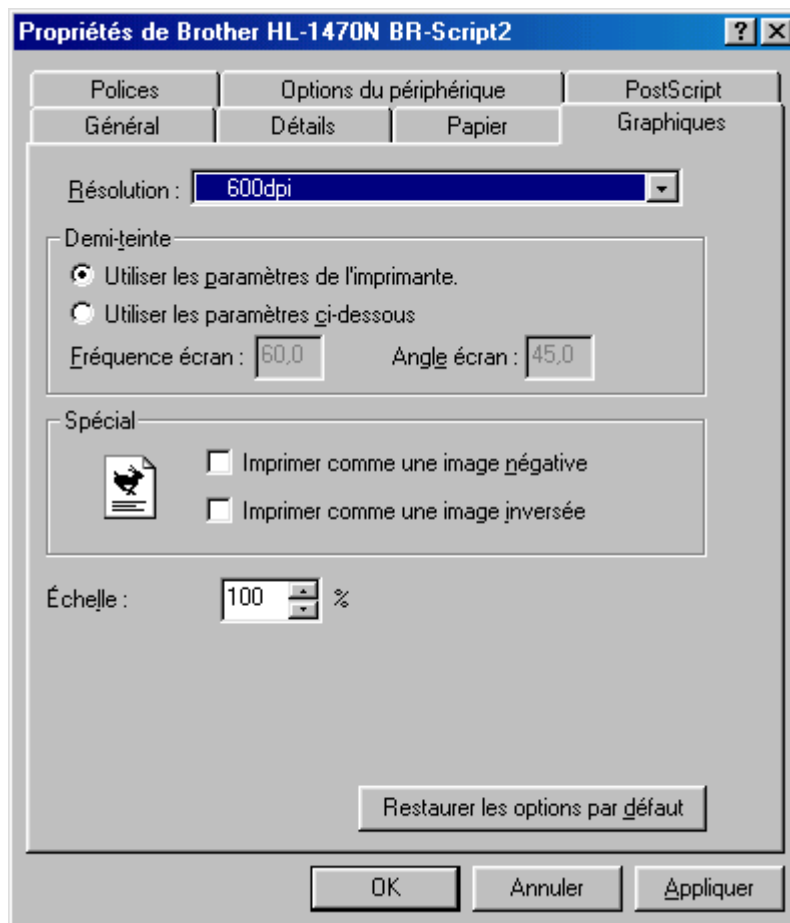 Propriétés de Brother HL-1470N BR-Script2
Polices Options du périphérique PostScript
Général Détails Papier Graphiques
Résolution : 600dpi
Demi-teinte
Utiliser les paramètres de l'imprimante.
Utiliser les paramètres ci-dessous
Fréquence écran : 60,0 Angle écran : 45,0
Spécial
Imprimer comme une image négative
Imprimer comme une image inversée
Échelle : 100 %
Restaurer les options par défaut
OK Annuler Appliquer